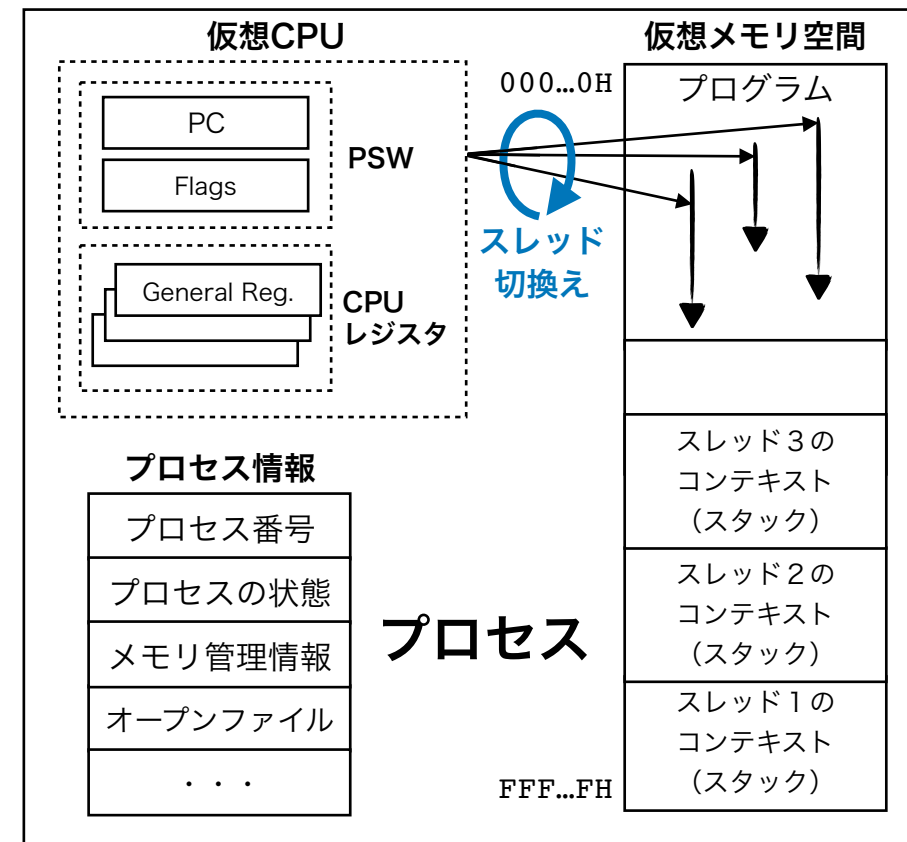 仮想CPU
PC
Flags
PSW
General Reg.
CPU
レジスタ
スレッド
切換え
仮想メモリ空間
000…0H
プログラム
スレッド３の
コンテキスト
（スタック）
スレッド２の
コンテキスト
（スタック）
スレッド１の
コンテキスト
（スタック）
FFF…FH
プロセス情報
プロセス番号
プロセスの状態
メモリ管理情報
オープンファイル
・・・
プロセス